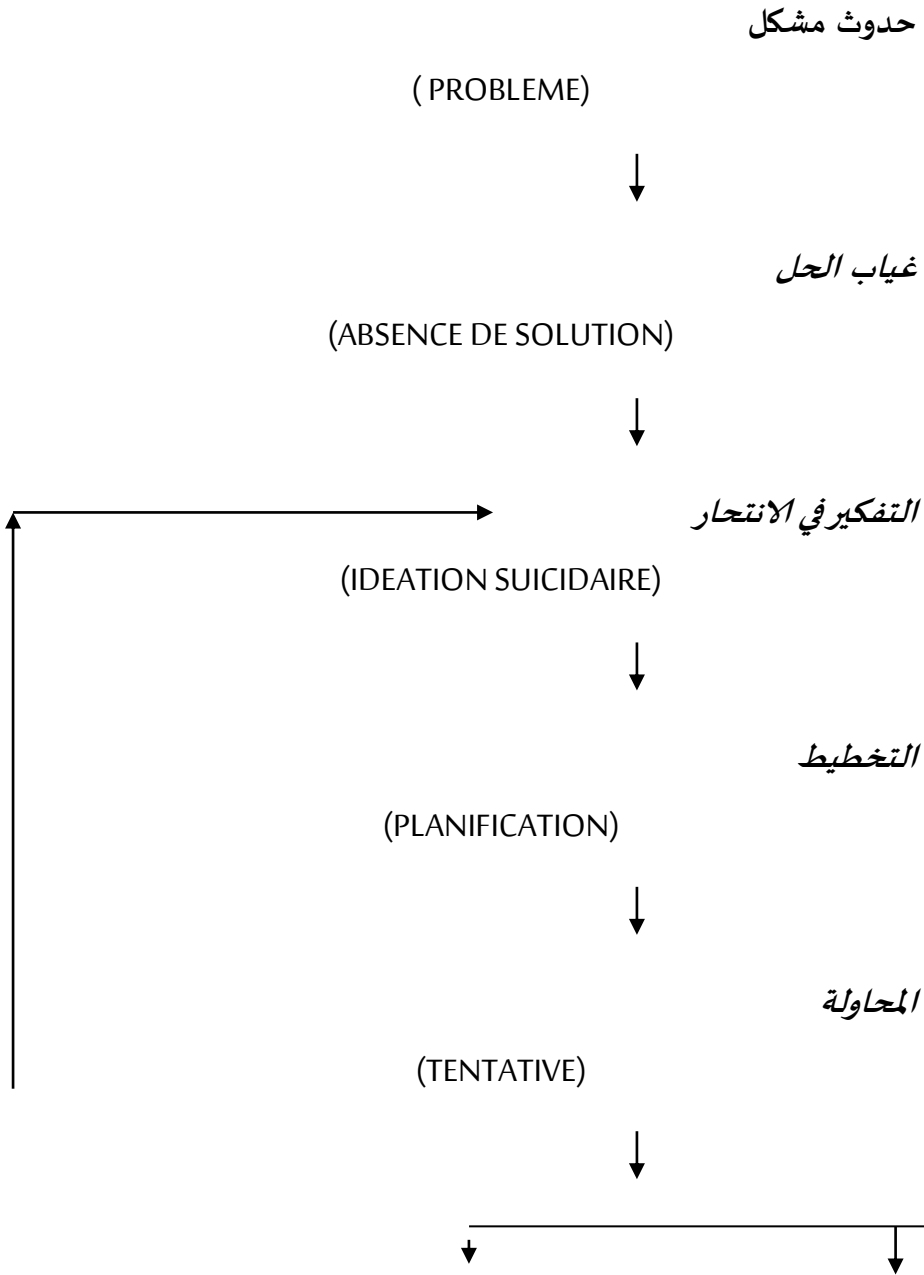 حدوث مشكل
( PROBLEME)
غياب الحل
(ABSENCE DE SOLUTION)
التفكير في الانتحار
(IDEATION SUICIDAIRE)
التخطيط
(PLANIFICATION)
المحاولة
(TENTATIVE)